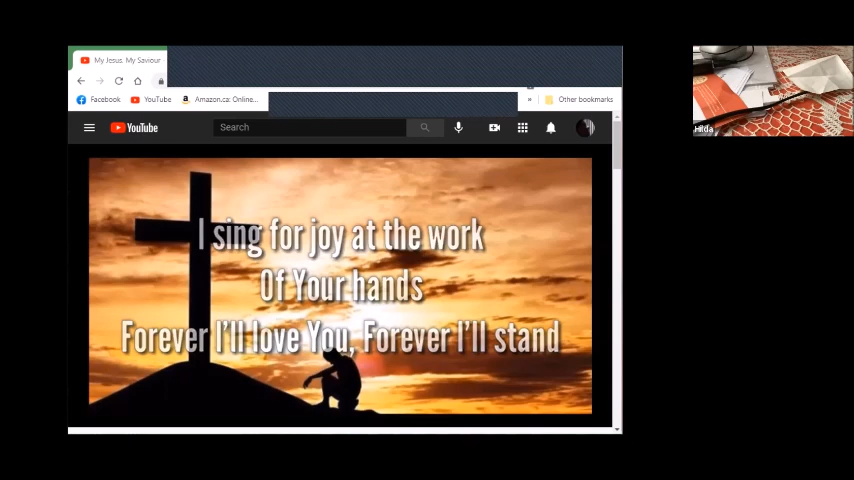 My Jesus. My Saviour
Facebook
YouTube
Amazon.ca: Online...
»
Other bookmarks
YouTube
Search
I sing for joy at the work
Of Your hands
Forever I'll love You, Forever I'll stand
Hilda